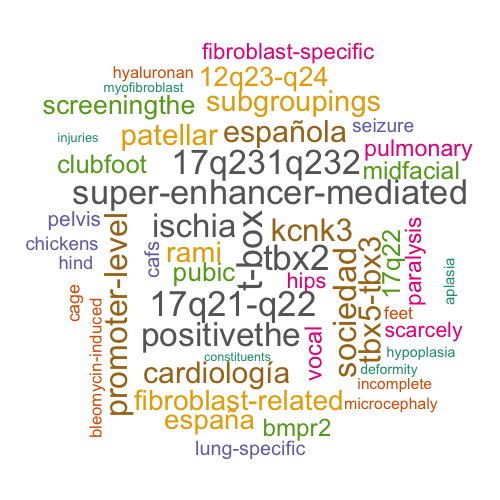 fibroblast-specific
hyaluronan
12q23-q24
myofibroblast
screeningthe
subgroupings
injuries
patellar
española
seizure
clubfoot
17q231q232
pulmonary
midfacial
super-enhancer-mediated
pelvis
ischia
t-box
kcnk3
chickens
hind
cafs
rami
tbx2
sociedad
tbx5-tbx3
17q22
paralysis
aplasia
pubic
hips
promoter-level
cage
17q21-q22
feet
bleomycin-induced
positivethe
vocal
scarcely
constituents
hypoplasia
cardiología
deformity
incomplete
fibroblast-related
microcephaly
españa
bmpr2
lung-specific